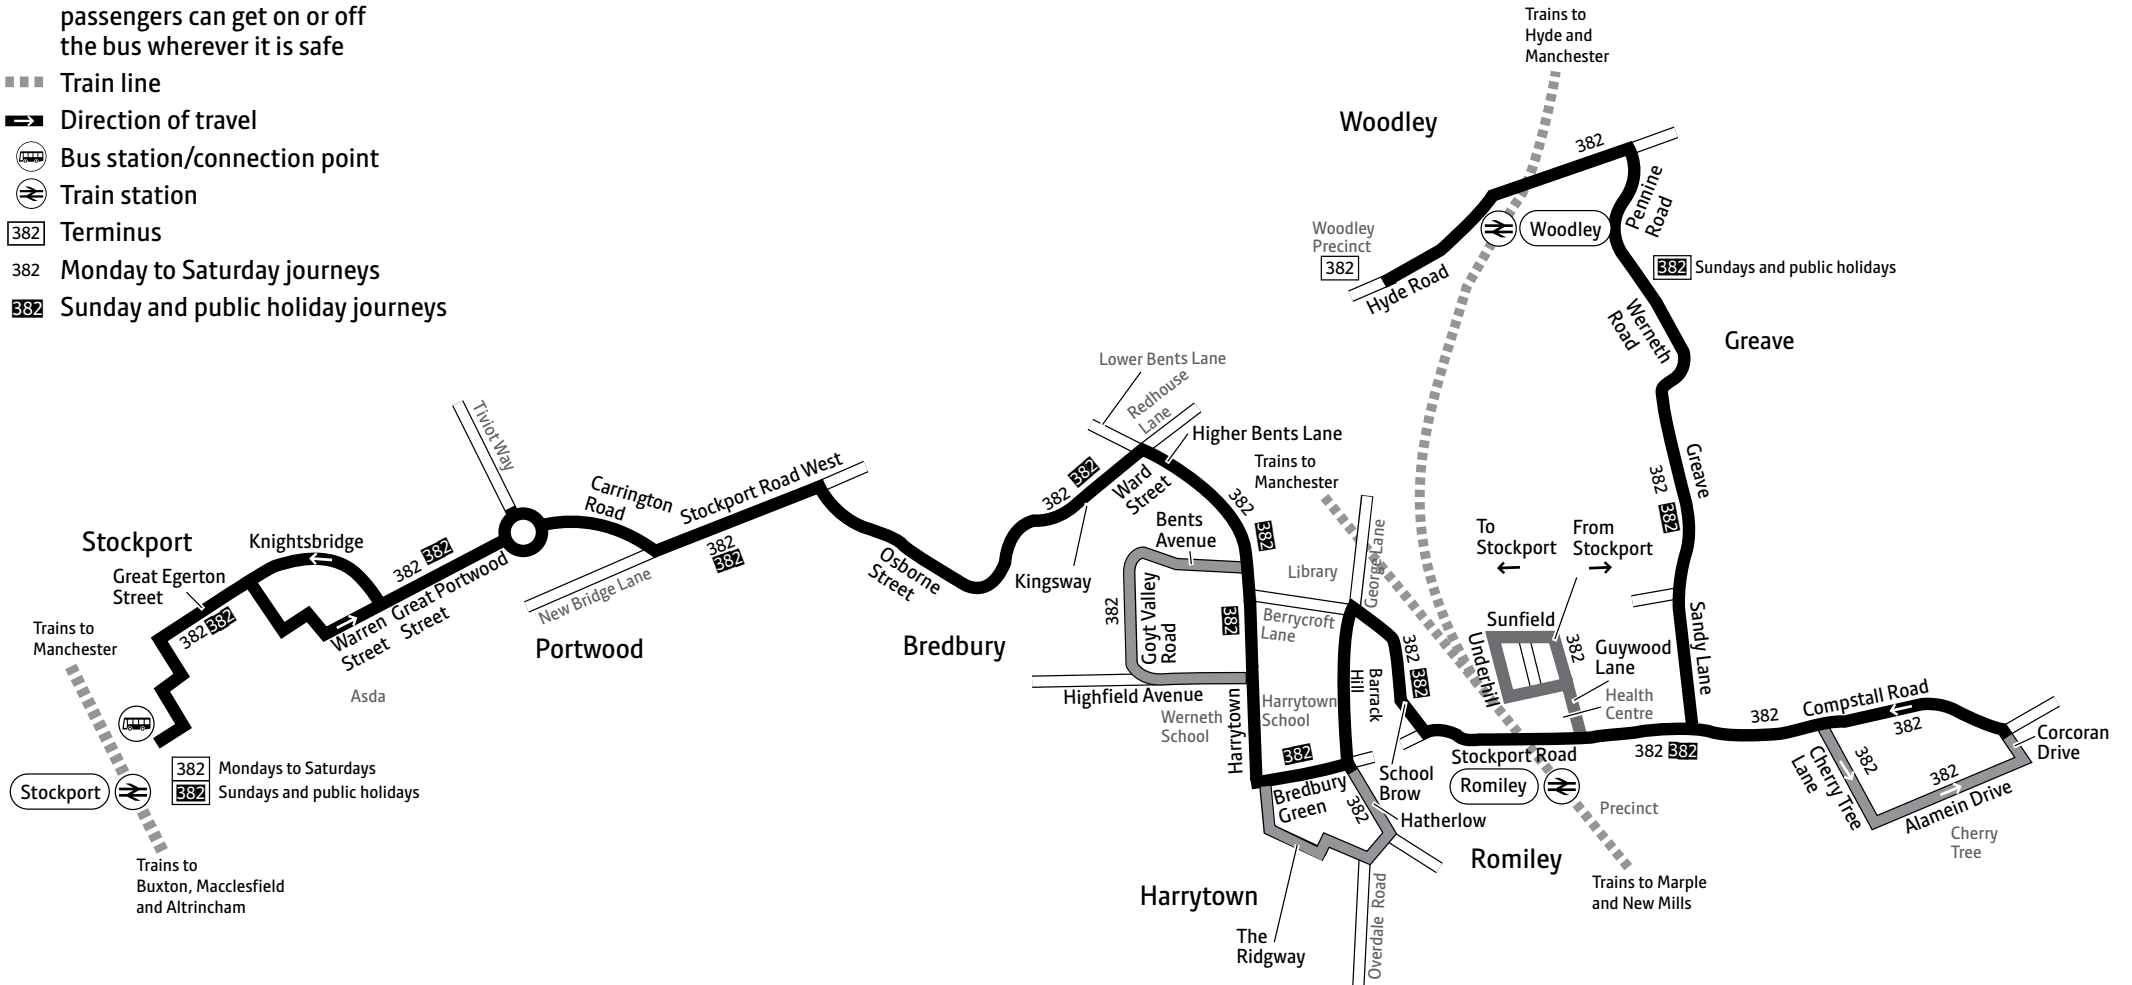 passengers can get on or off
the bus wherever it is safe
Train line
Direction of travel
Bus station/connection point
Train station
382 Terminus
382 Monday to Saturday journeys
382 Sunday and public holiday journeys
Trains to
Hyde and
Manchester
Woodley
382
Pennine
Road
Woodley
Woodley
Precinct
382
Hyde Road
382 Sundays and public holidays
Werneth
Road
Greave
Lower Bents Lane
Redhouse
Lane
Higher Bents Lane
Tiviot Way
Trains to
Manchester
Carrington
Road
Stockport Road West
382
382
382 382
Ward
Street
382
382
Bents
Avenue
Greave
382
382
Stockport
Knightsbridge
Great Egerton
Street
382 382
382 382
Great Portwood
Street
Warren
Street
New Bridge Lane
Portwood
Asda
Osborne
Street
Kingsway
Bredbury
Trains to
Manchester
Stockport
382 Mondays to Saturdays
382 Sundays and public holidays
Trains to
Buxton, Macclesfield
and Altrincham
382
Goyt Valley
Road
382
Highfield Avenue
Werneth
School
Harrytown
Library
George Lane
Berrycroft
Lane
Harrytown
School
Barrack
Hill
382
382
382
Bredbury
Green
382
Hatherlow
School
Brow
To
Stockport
From
Stockport
Sunfield
Underhill
382
Guywood
Lane
Health
Centre
Sandy Lane
Stockport Road
382 382
Romiley
Precinct
Romiley
Trains to Marple
and New Mills
382
Compstall Road
382
Corcoran
Drive
Cherry Tree
Lane
382
382
Alamein Drive
Cherry
Tree
Harrytown
The
Ridgway
Overdale Road